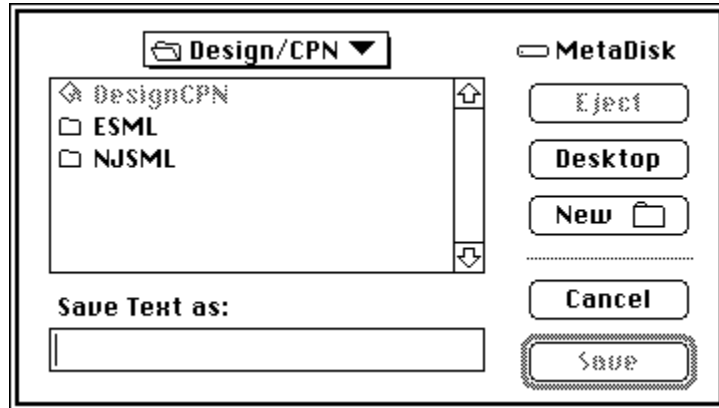 Design/CPN
MetaDisk
DesignCPN
ESML
NJSML
Eject
Desktop
New
Save Text as:
Cancel
Save